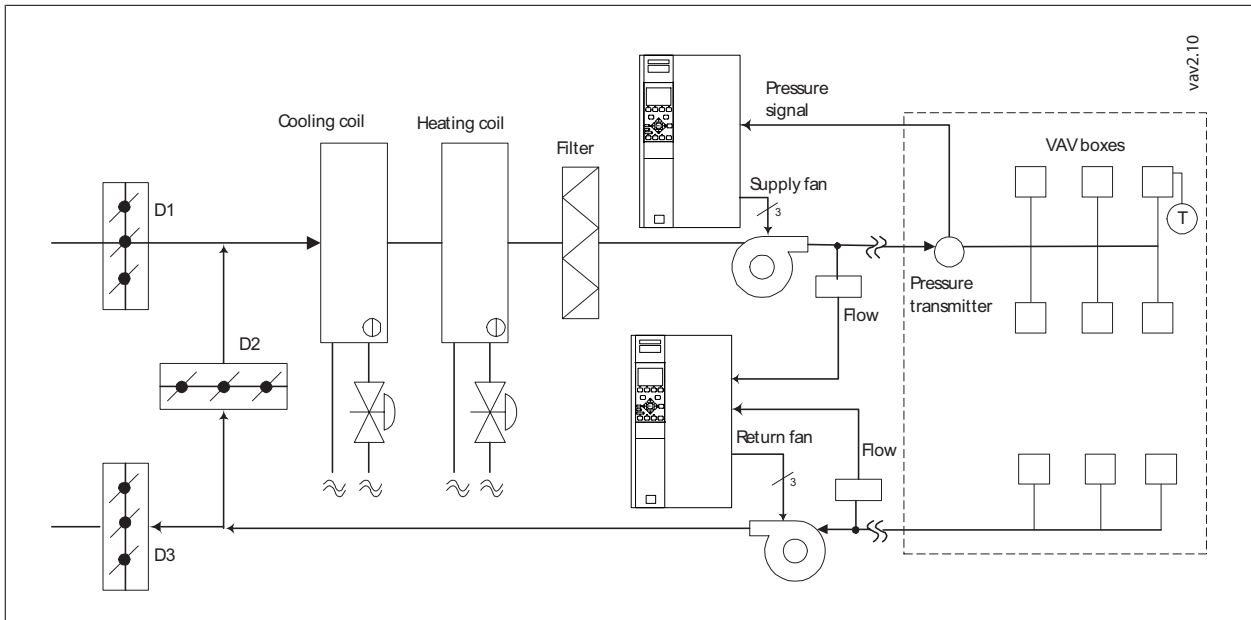 vav2.10
Pressure
signal
Cooling coil
Heating coil
Filter
VAV boxes
D1
Supply fan
3
T
Pressure
transmitter
Flow
D2
Return fan
Flow
3
D3